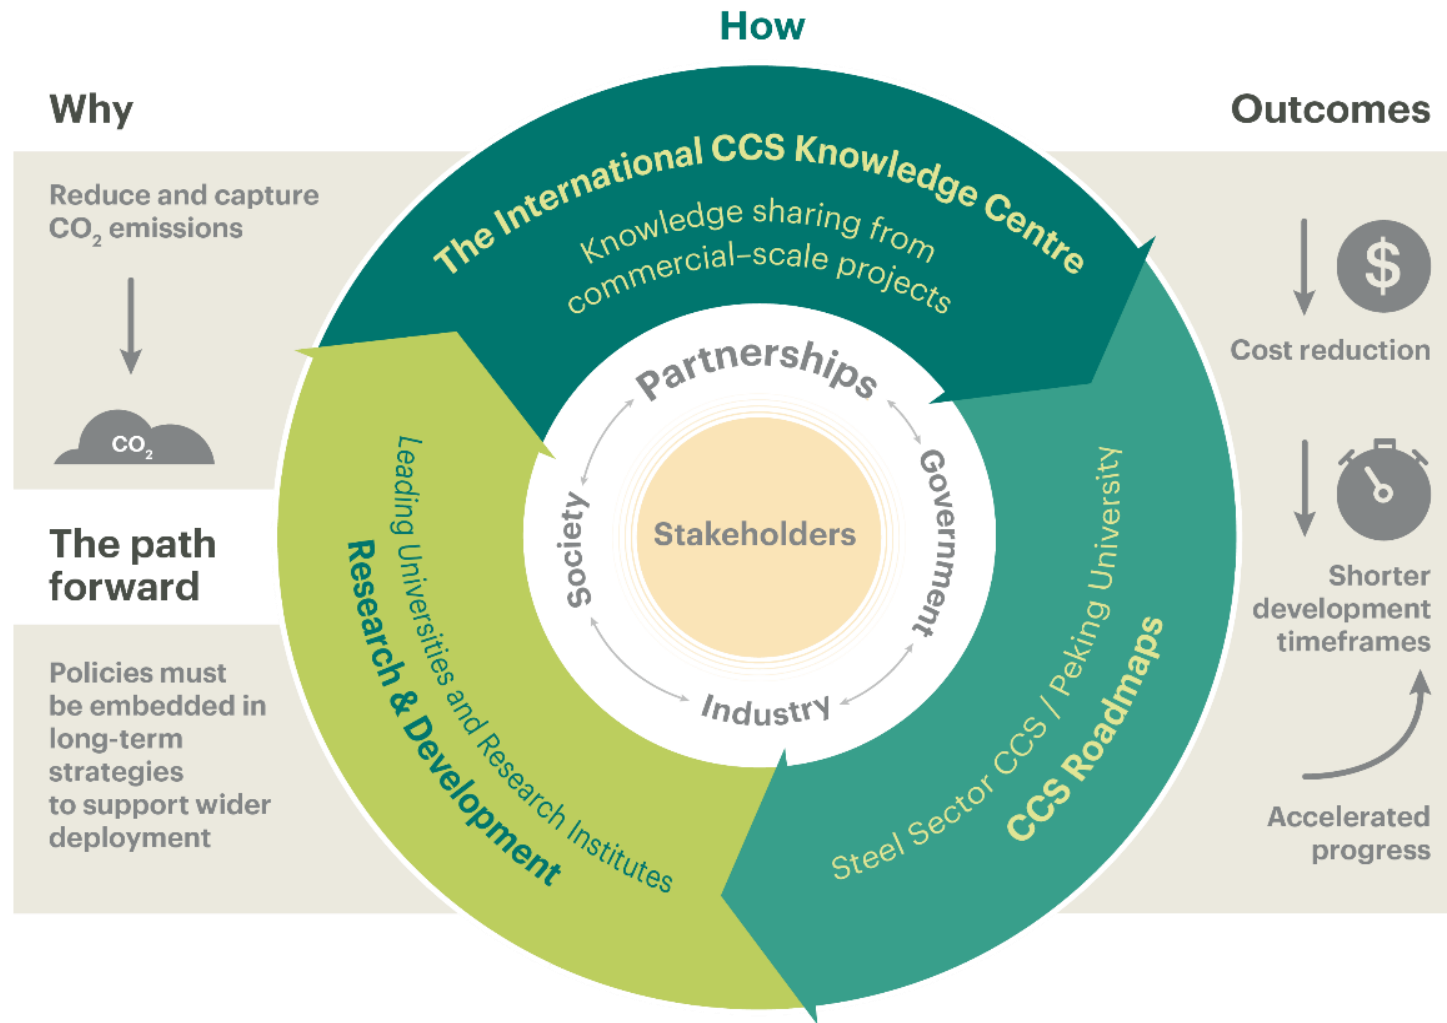 How
Why
Reduce and capture
CO₂ emissions
CO₂
The path
forward
Policies must
be embedded in
long-term
strategies
to support wider
deployment
The International CCS Knowledge Centre
Knowledge sharing from
commercial–scale projects
Steel Sector CCS / Peking University
CCS Roadmaps
Leading Universities and Research Institutes
Research & Development
Partnerships
Government
Industry
Society
Stakeholders
Outcomes
$
Cost reduction
Shorter
development
timeframes
Accelerated
progress